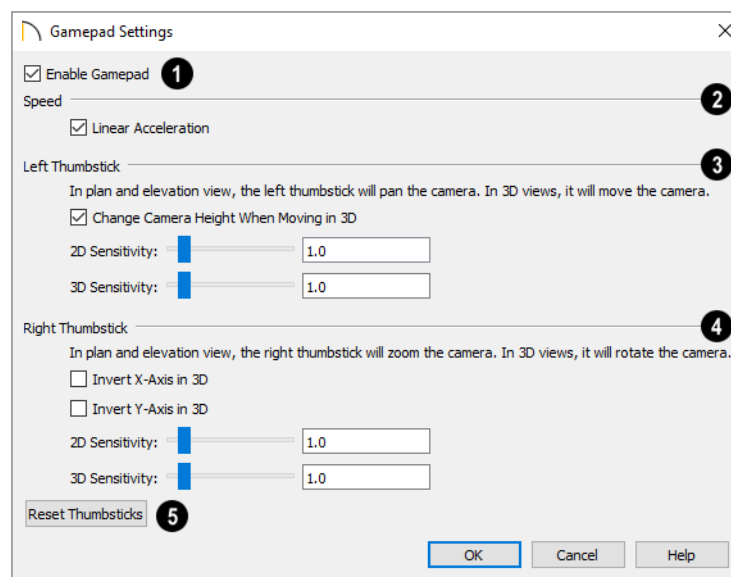 Gamepad Settings
Enable Gamepad 1
Speed 2
Linear Acceleration
Left Thumbstick 3
In plan and elevation view, the left thumbstick will pan the camera. In 3D views, it will move the camera.
Change Camera Height When Moving in 3D
2D Sensitivity: 1.0
3D Sensitivity: 1.0
Right Thumbstick 4
In plan and elevation view, the right thumbstick will zoom the camera. In 3D views, it will rotate the camera.
Invert X-Axis in 3D
Invert Y-Axis in 3D
2D Sensitivity: 1.0
3D Sensitivity: 1.0
Reset Thumbsticks 5
OK Cancel Help